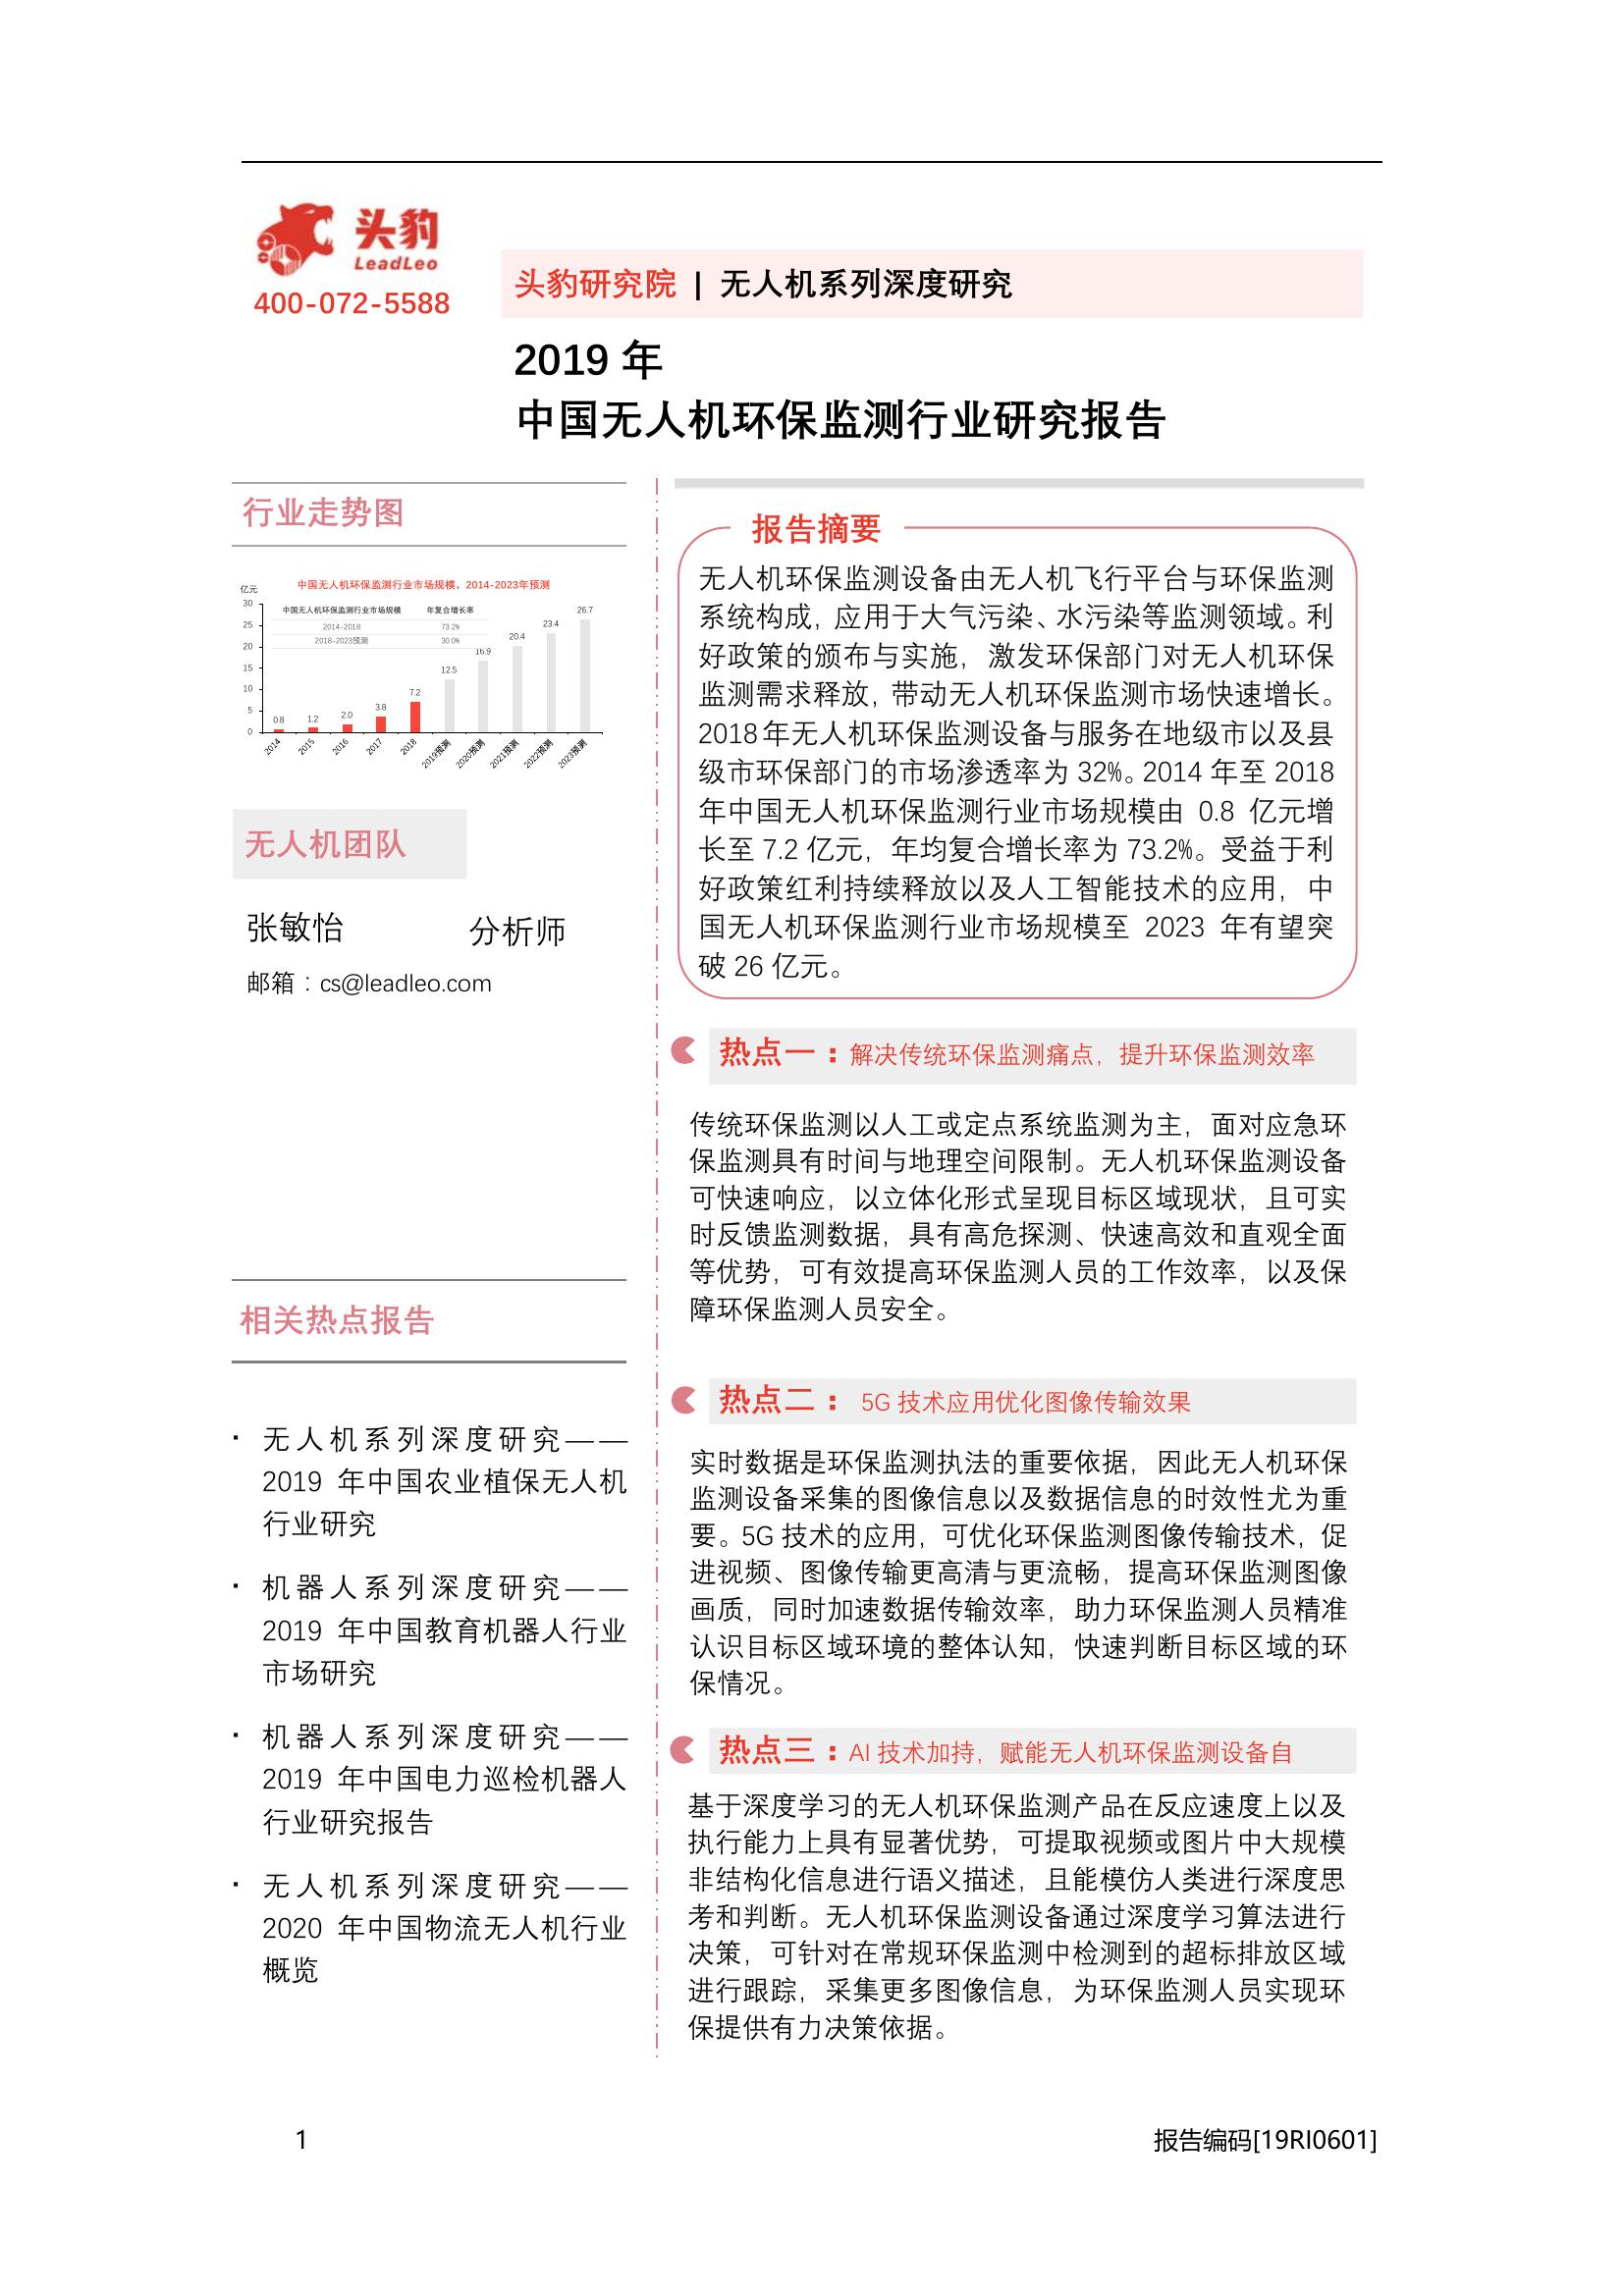 头豹
LeadLeo
400-072-5588
头豹研究院 | 无人机系列深度研究
2019 年
中国无人机环保监测行业研究报告
行业走势图
中国无人机环保监测行业市场规模，2014-2023年预测
亿元
中国无人机环保监测行业市场规模 年复合增长率
2014-2018 73.2%
2018-2023预测 30.0%
30
25
20
15
10
5
0
0.8
1.2
2.0
3.8
7.2
12.5
16.9
20.4
23.4
26.7
2014
2015
2016
2017
2018
2019预测
2020预测
2021预测
2022预测
2023预测
无人机团队
张敏怡 分析师
邮箱：cs@leadleo.com
相关热点报告
· 无人机系列深度研究——
2019 年中国农业植保无人机
行业研究
· 机器人系列深度研究——
2019 年中国教育机器人行业
市场研究
· 机器人系列深度研究——
2019 年中国电力巡检机器人
行业研究报告
· 无人机系列深度研究——
2020 年中国物流无人机行业
概览
报告摘要
无人机环保监测设备由无人机飞行平台与环保监测
系统构成，应用于大气污染、水污染等监测领域。利
好政策的颁布与实施，激发环保部门对无人机环保
监测需求释放，带动无人机环保监测市场快速增长。
2018年无人机环保监测设备与服务在地级市以及县
级市环保部门的市场渗透率为 32%。2014 年至 2018
年中国无人机环保监测行业市场规模由 0.8 亿元增
长至 7.2 亿元，年均复合增长率为 73.2%。受益于利
好政策红利持续释放以及人工智能技术的应用，中
国无人机环保监测行业市场规模至 2023 年有望突
破 26 亿元。
热点一：解决传统环保监测痛点，提升环保监测效率
传统环保监测以人工或定点系统监测为主，面对应急环
保监测具有时间与地理空间限制。无人机环保监测设备
可快速响应，以立体化形式呈现目标区域现状，且可实
时反馈监测数据，具有高危探测、快速高效和直观全面
等优势，可有效提高环保监测人员的工作效率，以及保
障环保监测人员安全。
热点二： 5G 技术应用优化图像传输效果
实时数据是环保监测执法的重要依据，因此无人机环保
监测设备采集的图像信息以及数据信息的时效性尤为重
要。5G 技术的应用，可优化环保监测图像传输技术，促
进视频、图像传输更高清与更流畅，提高环保监测图像
画质，同时加速数据传输效率，助力环保监测人员精准
认识目标区域环境的整体认知，快速判断目标区域的环
保情况。
热点三：AI 技术加持，赋能无人机环保监测设备自
基于深度学习的无人机环保监测产品在反应速度上以及
执行能力上具有显著优势，可提取视频或图片中大规模
非结构化信息进行语义描述，且能模仿人类进行深度思
考和判断。无人机环保监测设备通过深度学习算法进行
决策，可针对在常规环保监测中检测到的超标排放区域
进行跟踪，采集更多图像信息，为环保监测人员实现环
保提供有力决策依据。
1
报告编码[19RI0601]